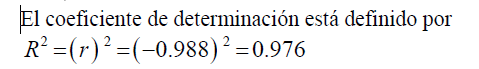 El coeficiente de determinación está definido por
R² =(r)² =(−0.988)² =0.976